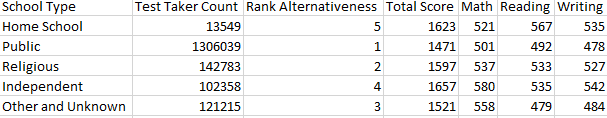 School Type Test Taker Count Rank Alternativeness Total Score Math Reading Writing
Home School 13549 5 1623 521 567 535
Public 1306039 1 1471 501 492 478
Religious 142783 2 1597 537 533 527
Independent 102358 4 1657 580 535 542
Other and Unknown 121215 3 1521 558 479 484